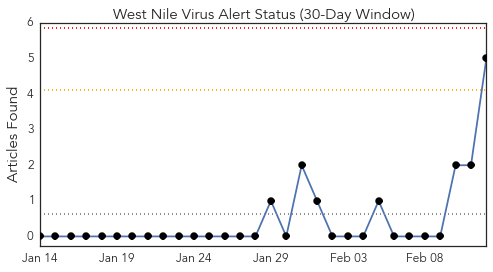 West Nile Virus Alert Status (30-Day Window)
Articles Found
6
5
4
3
2
1
0
Jan 14
Jan 19
Jan 24
Jan 29
Feb 03
Feb 08